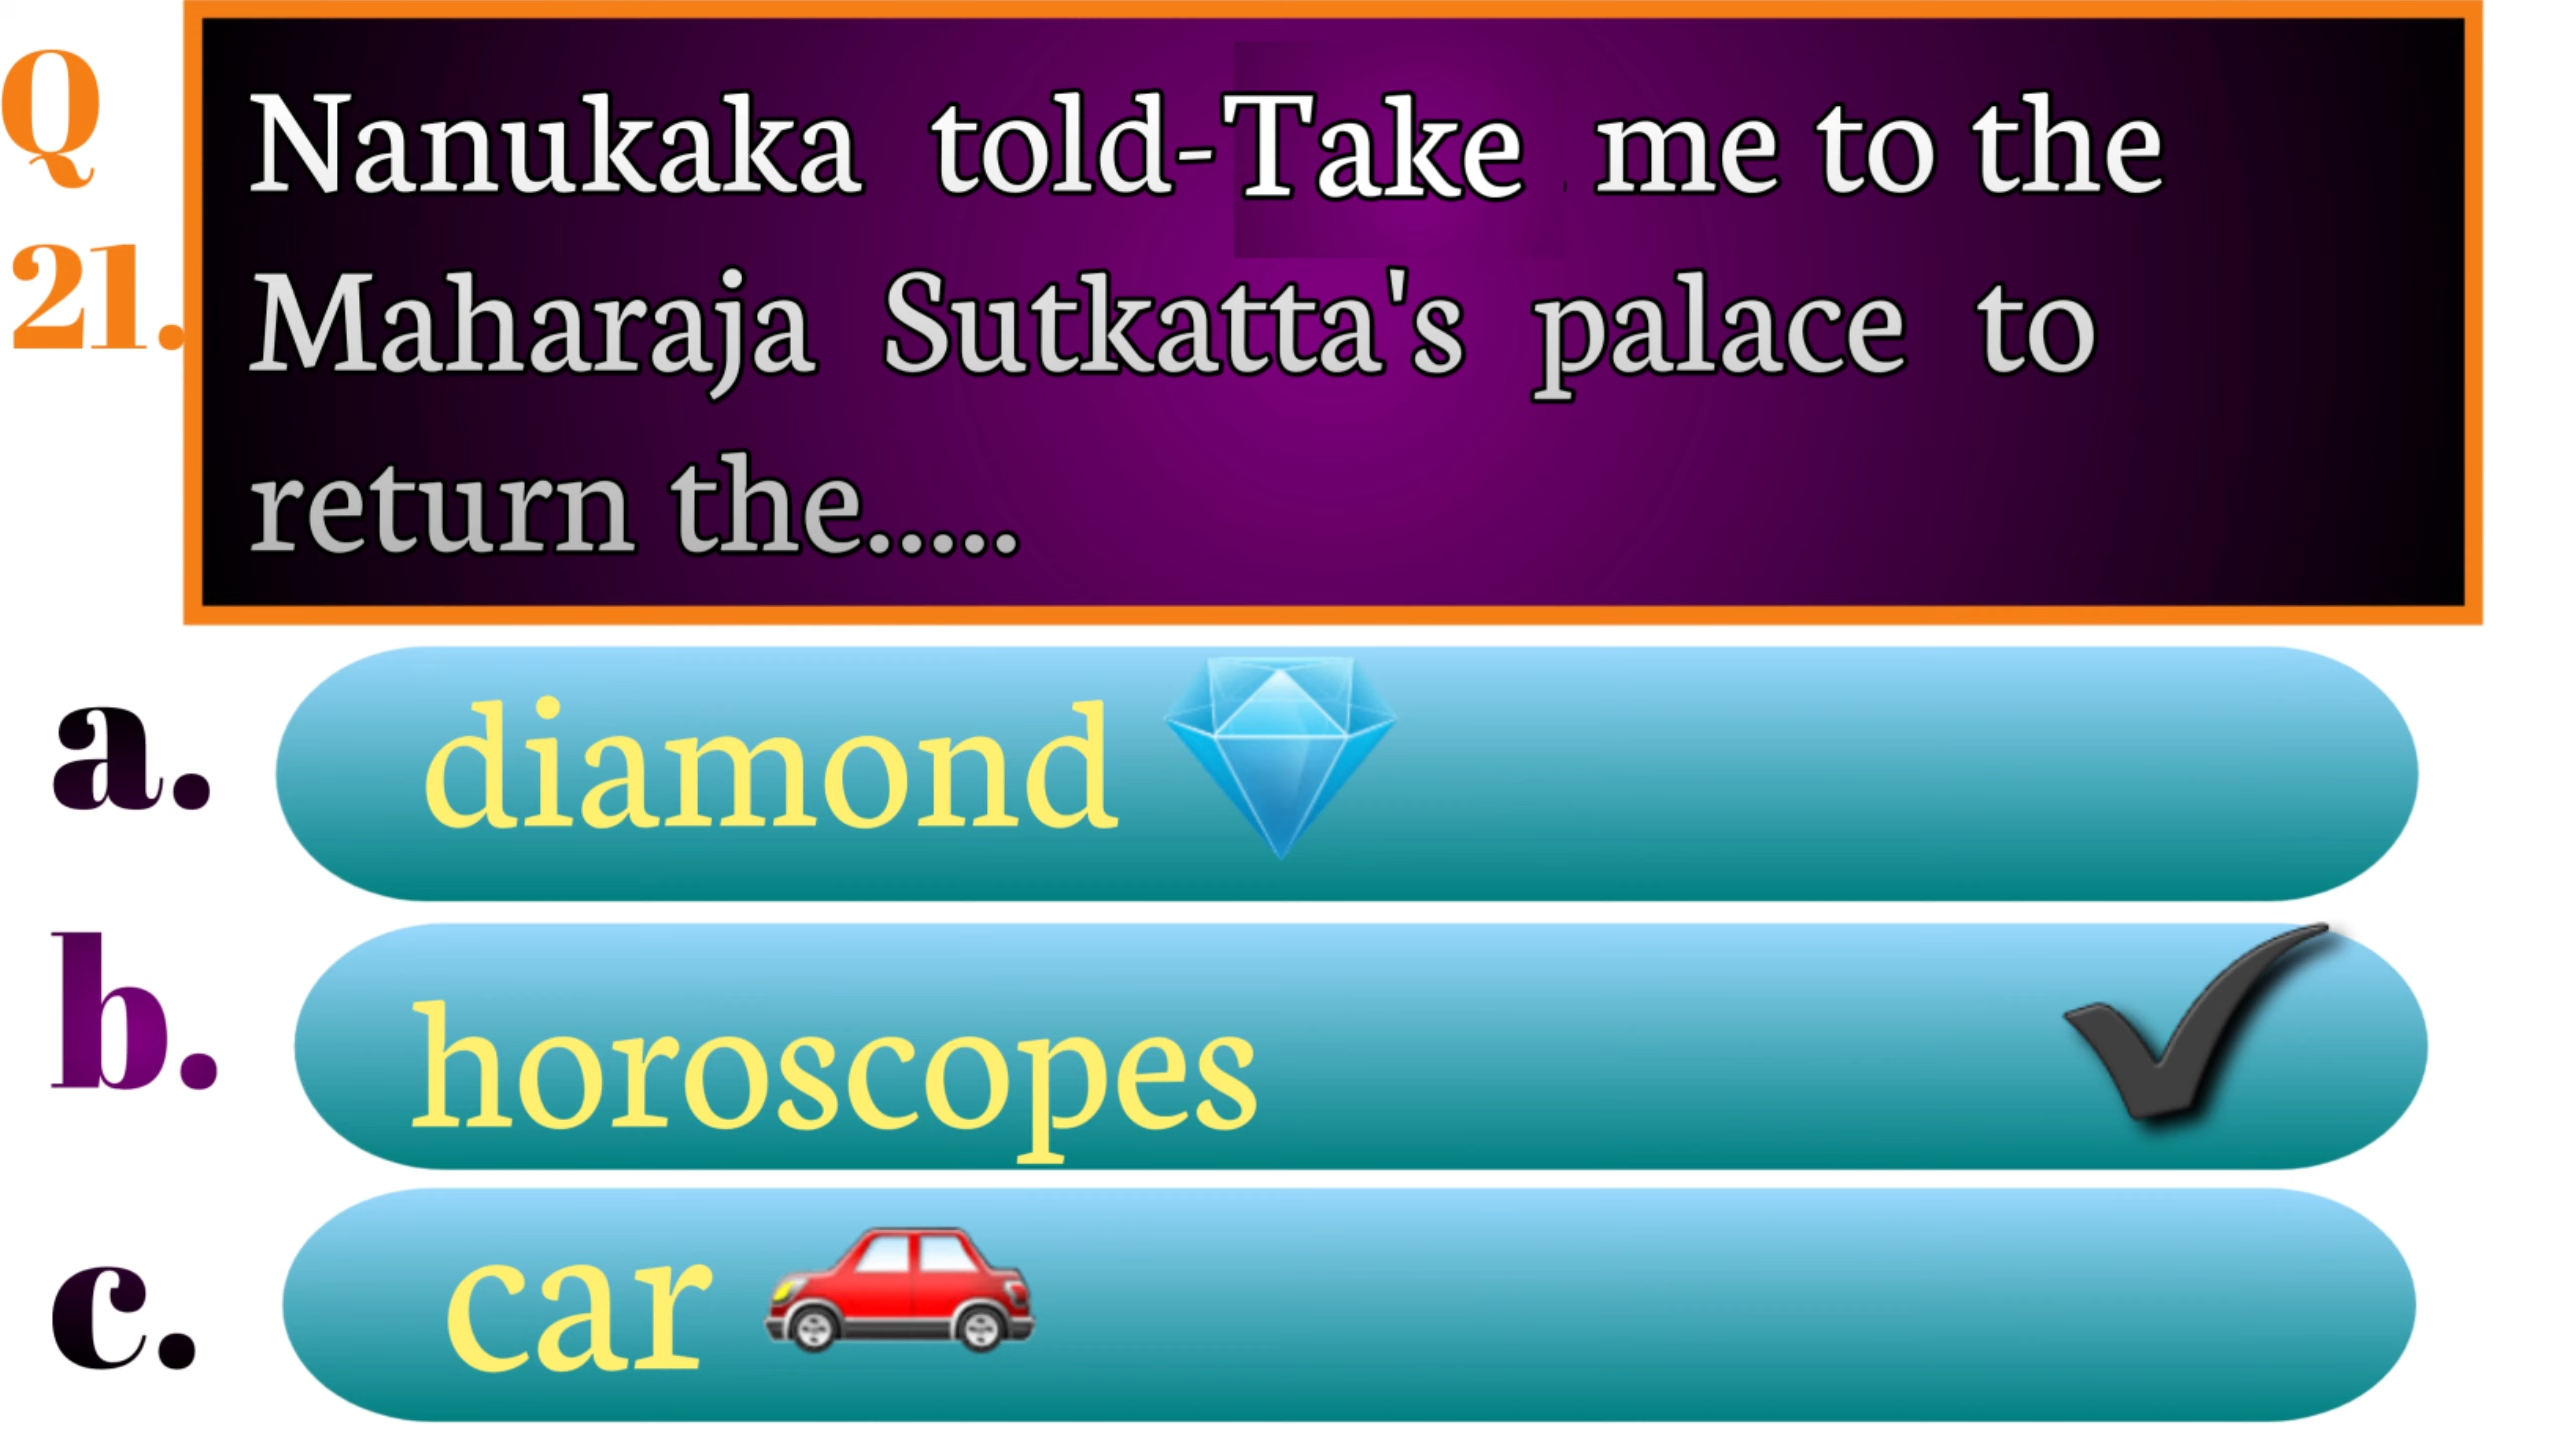 Q Nanukaka told-Take me to the
21. Maharaja Sutkatta's palace to
return the.....
a. diamond
b. horoscopes
c. car